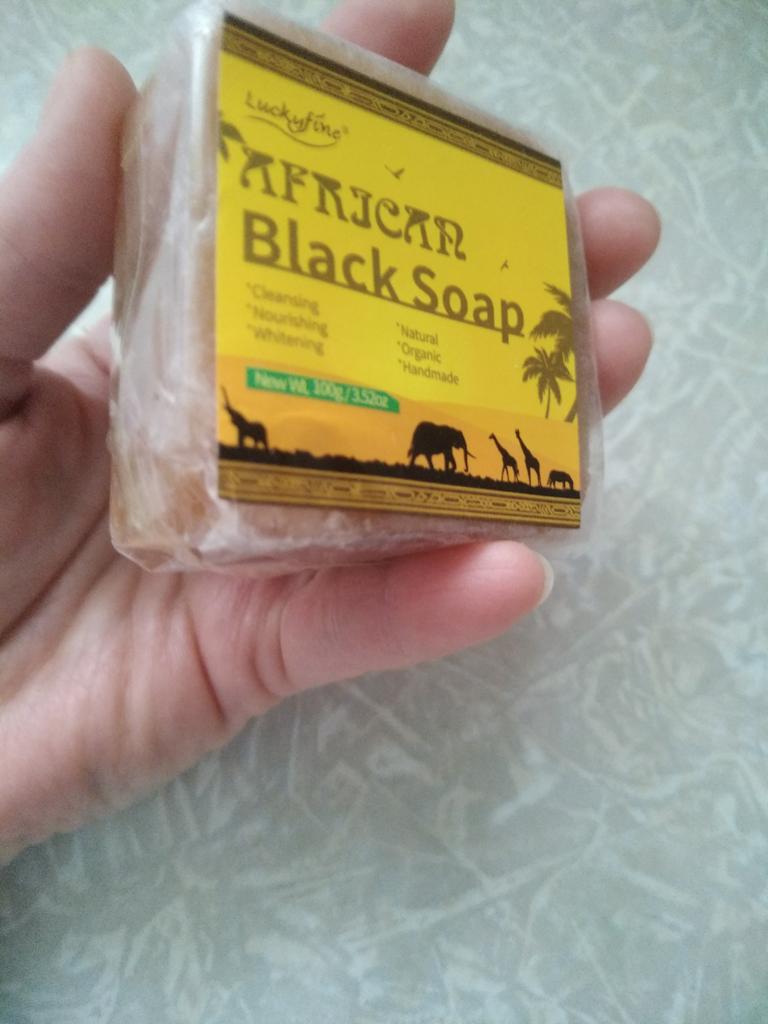 Luckyfine
AFRICAN
Black Soap
*Cleansing
*Nourishing
*Whitening
*Natural
*Organic
*Handmade
New Wt, 100g/3.52oz